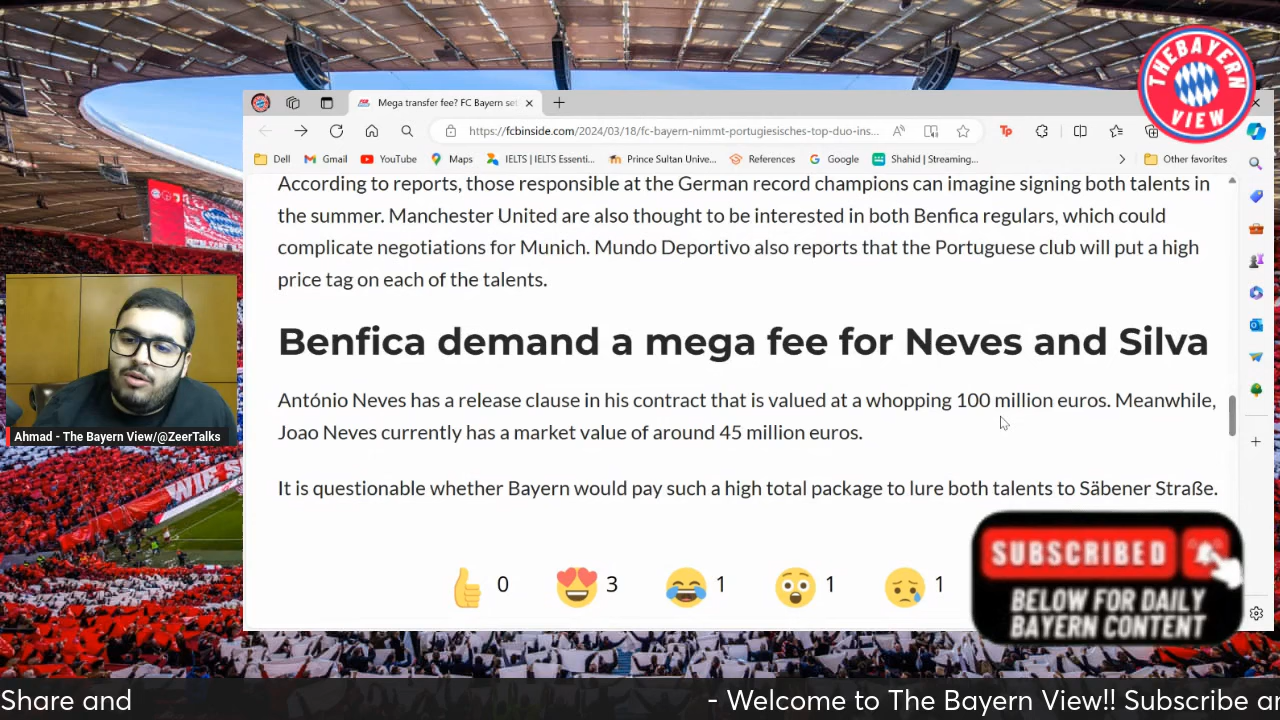 THE BAYERN
VIEW
Mega transfer fee? FC Bayern se
https://fcbinside.com/2024/03/18/fc-bayern-nimmt-portugiesisches-top-duo-ins...
Dell
Gmail
YouTube
Maps
IELTS | IELTS Essenti...
Prince Sultan Unive...
References
Google
Shahid | Streaming...
Other favorites
According to reports, those responsible at the German record champions can imagine signing both talents in
the summer. Manchester United are also thought to be interested in both Benfica regulars, which could
complicate negotiations for Munich. Mundo Deportivo also reports that the Portuguese club will put a high
price tag on each of the talents.
Benfica demand a mega fee for Neves and Silva
António Neves has a release clause in his contract that is valued at a whopping 100 million euros. Meanwhile,
Joao Neves currently has a market value of around 45 million euros.
It is questionable whether Bayern would pay such a high total package to lure both talents to Säbener Straße.
0
3
1
1
1
Ahmad - The Bayern View/@ZeerTalks
SUBSCRIBED
BELOW FOR DAILY
BAYERN CONTENT
Share and
- Welcome to The Bayern View!! Subscribe an